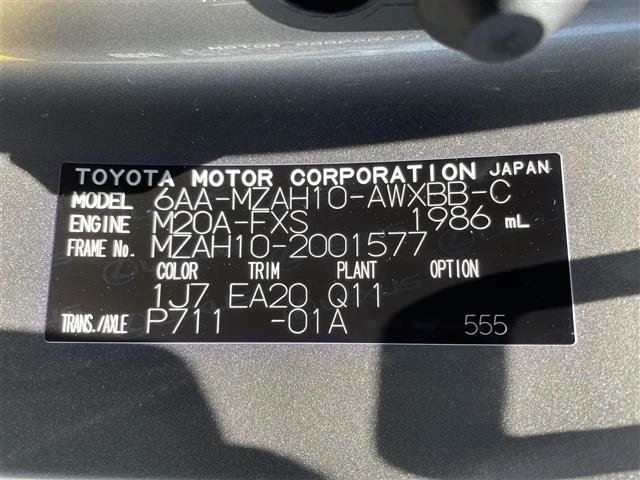 TOYOTA MOTOR CORPORATION JAPAN
MODEL 6AA-MZAH10-AWXBB-C
ENGINE M20A-FXS 1986 mL
FRAME No. MZAH10-2001577
COLOR TRIM PLANT OPTION
1J7 EA20 Q11
TRANS./AXLE P711 -01A 555